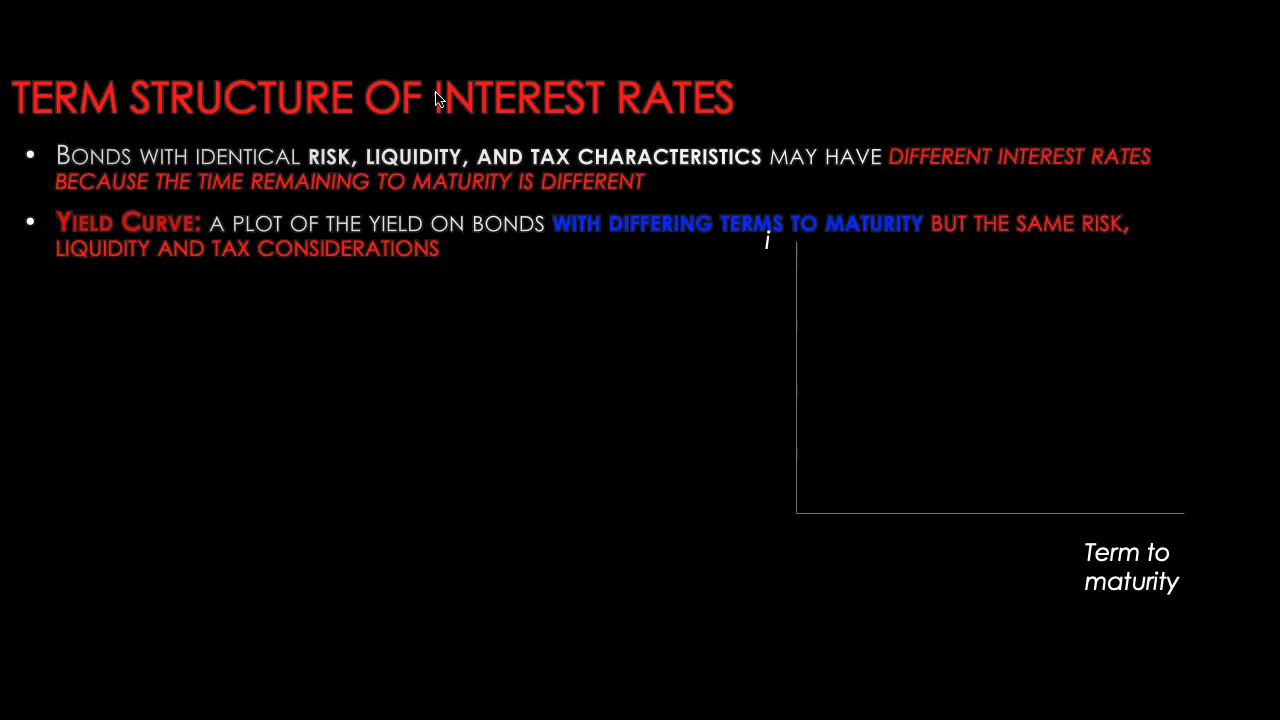 TERM STRUCTURE OF INTEREST RATES
• BONDS WITH IDENTICAL RISK, LIQUIDITY, AND TAX CHARACTERISTICS MAY HAVE DIFFERENT INTEREST RATES
BECAUSE THE TIME REMAINING TO MATURITY IS DIFFERENT
• YIELD CURVE: A PLOT OF THE YIELD ON BONDS WITH DIFFERING TERMS TO MATURITY BUT THE SAME RISK,
LIQUIDITY AND TAX CONSIDERATIONS
i
Term to
maturity